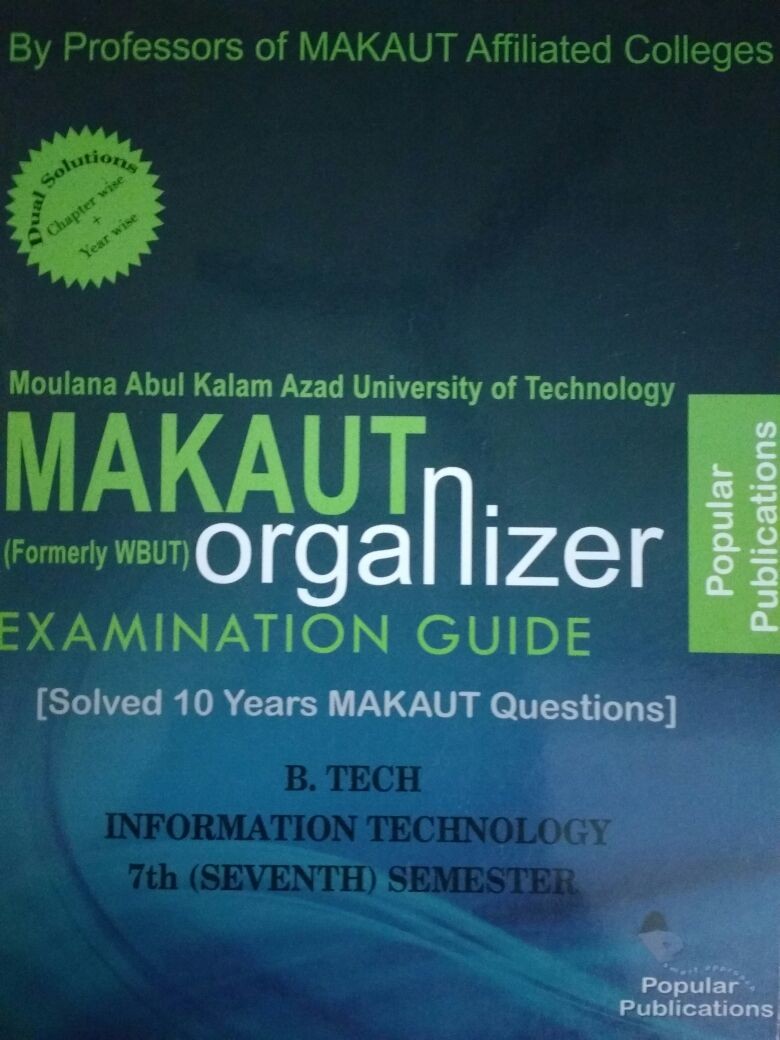 By Professors of MAKAUT Affiliated Colleges
Dual Solutions
Chapter wise
+
Year wise
Moulana Abul Kalam Azad University of Technology
MAKAUT
(Formerly WBUT) organizer
EXAMINATION GUIDE
Popular
Publications
[Solved 10 Years MAKAUT Questions]
B. TECH
INFORMATION TECHNOLOGY
7th (SEVENTH) SEMESTER
smart
Popular
Publications